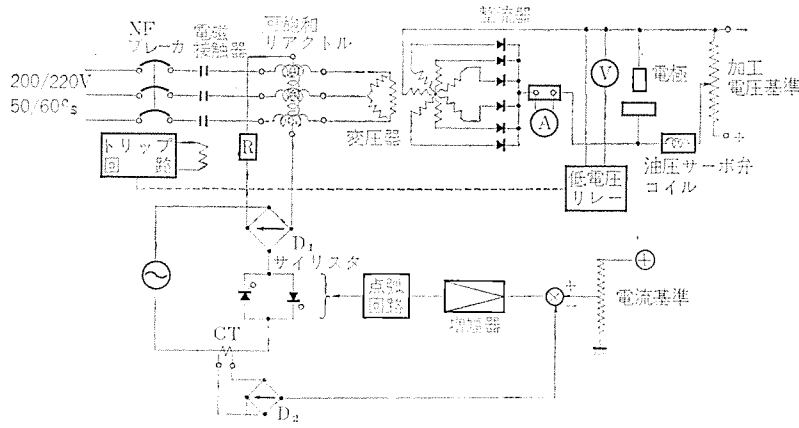 NF
ブレーカ
電磁
接触器
可飽和
リアクトル
整流器
200/220V
50/60c/s
トリップ
回路
R
変圧器
A
V
電極
加工
電圧基準
油圧サーボ弁
コイル
低電圧
リレー
D₁
サイリスタ
点弧
回路
増幅器
電流基準
CT
D₂